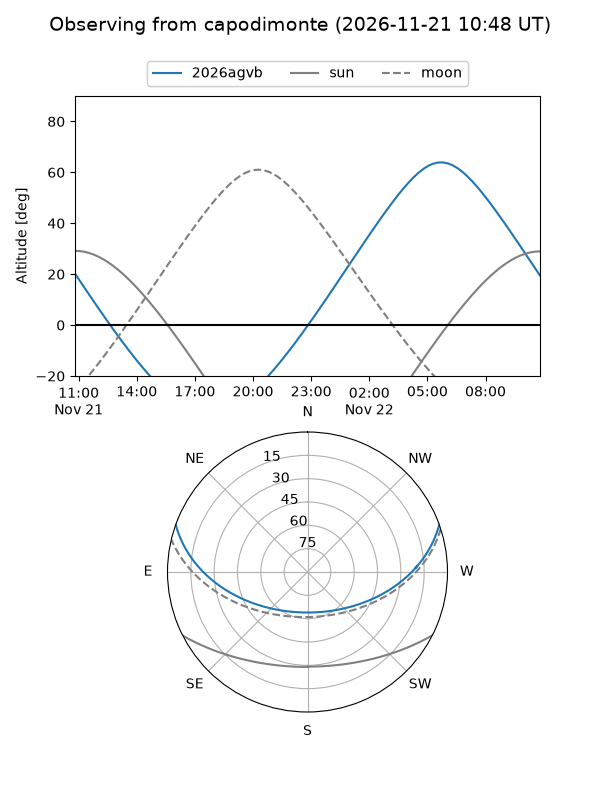 Observing from capodimonte (2026-11-21 10:48 UT)
2026agvb sun moon
Altitude [deg]
80
60
40
20
0
−20
11:00 14:00 17:00 20:00 23:00 02:00 05:00 08:00
Nov 21 Nov 22
N
NE NW
15
30
45
60
75
E W
SE SW
S